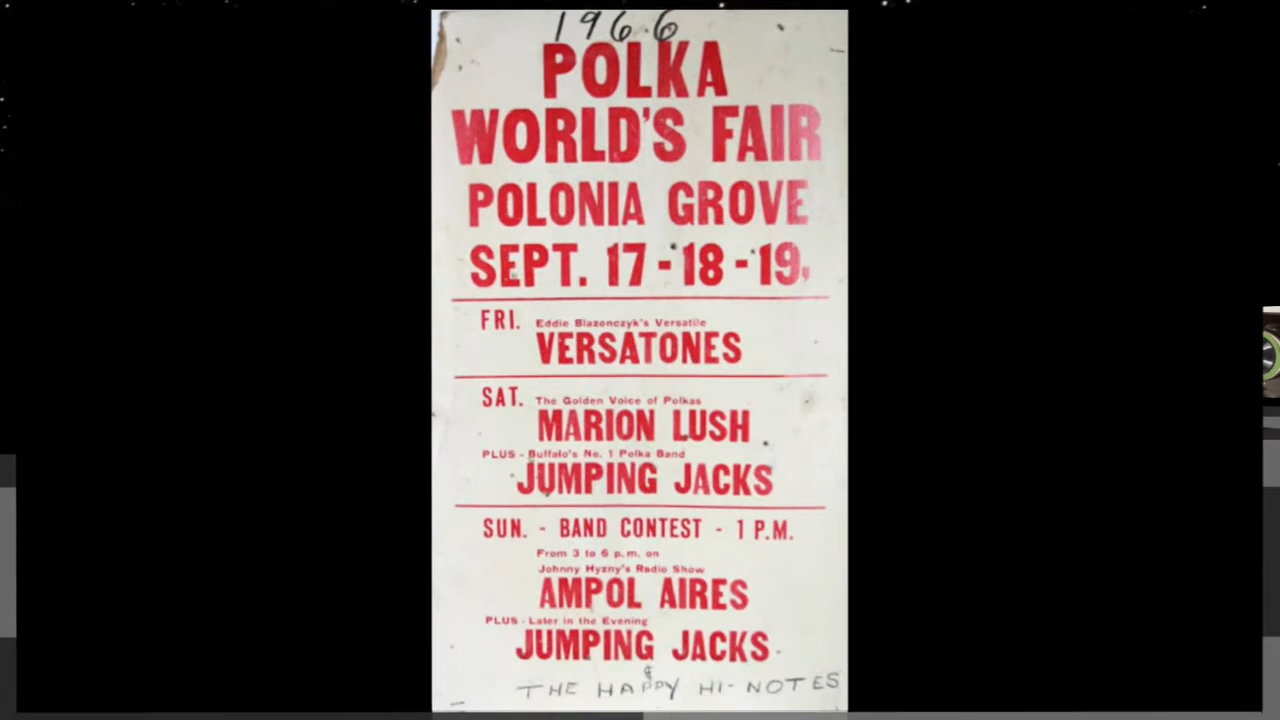 1966
POLKA
WORLD'S FAIR
POLONIA GROVE
SEPT. 17-18-19,
FRI. Eddie Blazonczyk's Versatile
VERSATONES
SAT. The Golden Voice of Polkas
MARION LUSH
PLUS - Buffalo's No. 1 Polka Band
JUMPING JACKS
SUN. - BAND CONTEST - 1 P.M.
From 3 to 6 p.m. on
Johnny Hyzny's Radio Show
AMPOL AIRES
PLUS - Later in the Evening
JUMPING JACKS
&
THE HAPPY HI-NOTES